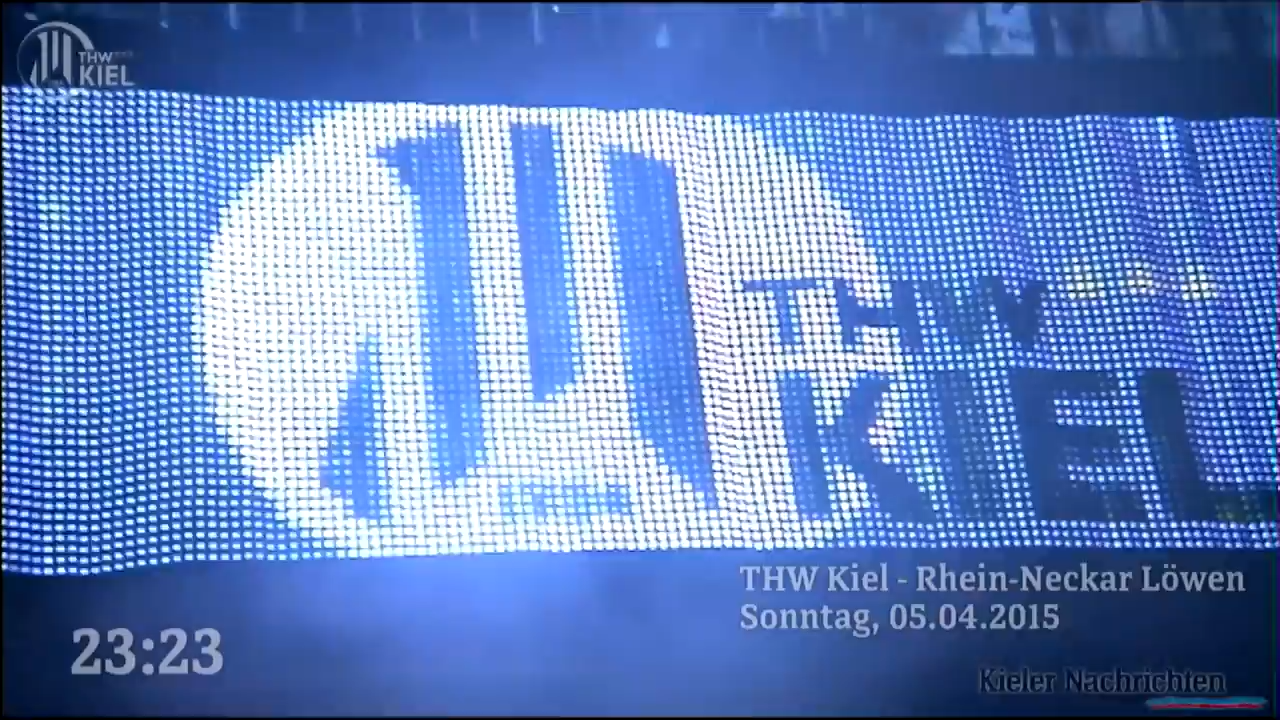 THW
KIEL
THW
KIEL
THW Kiel - Rhein-Neckar Löwen
Sonntag, 05.04.2015
23:23
Kieler Nachrichten